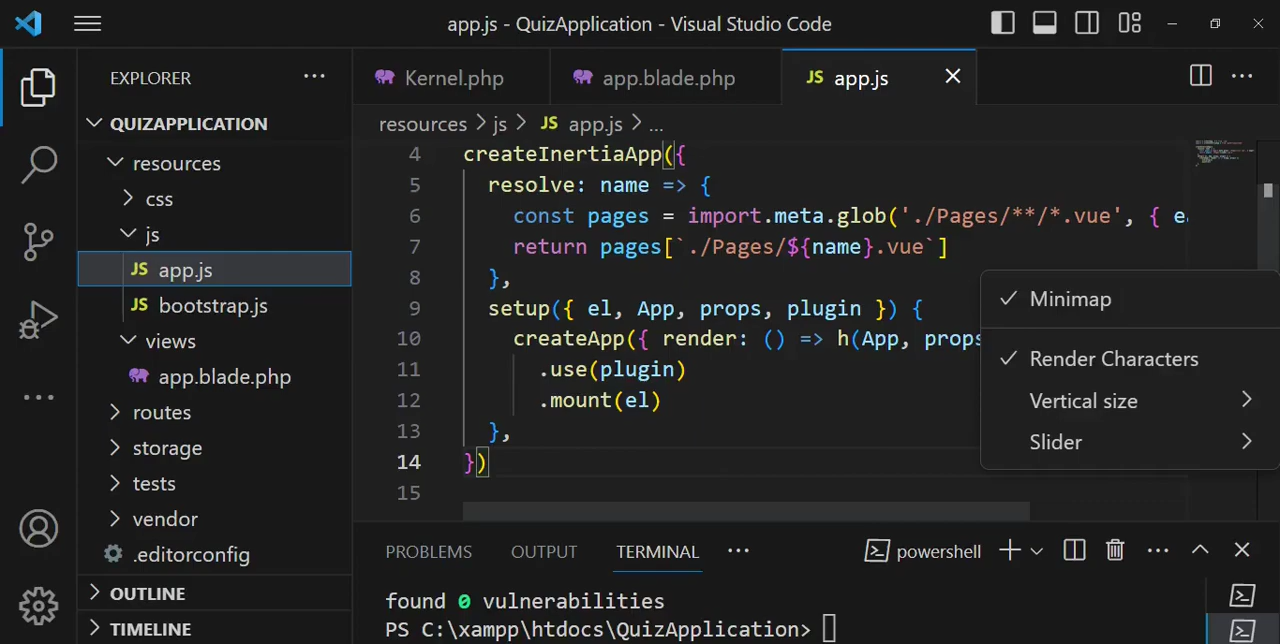 app.js - QuizApplication - Visual Studio Code
EXPLORER
QUIZAPPLICATION
resources
css
js
JS app.js
JS bootstrap.js
views
app.blade.php
routes
storage
tests
vendor
.editorconfig
OUTLINE
TIMELINE
Kernel.php
app.blade.php
JS app.js
resources > js > JS app.js > ...
4 createInertiaApp({
5 resolve: name => {
6 const pages = import.meta.glob('./Pages/**/*.vue', { ea
7 return pages[`./Pages/${name}.vue`]
8 },
9 setup({ el, App, props, plugin }) {
10 createApp({ render: () => h(App, props
11 .use(plugin)
12 .mount(el)
13 },
14 })
15
Minimap
Render Characters
Vertical size
Slider
PROBLEMS OUTPUT TERMINAL ... powershell
found 0 vulnerabilities
PS C:\xampp\htdocs\QuizApplication>